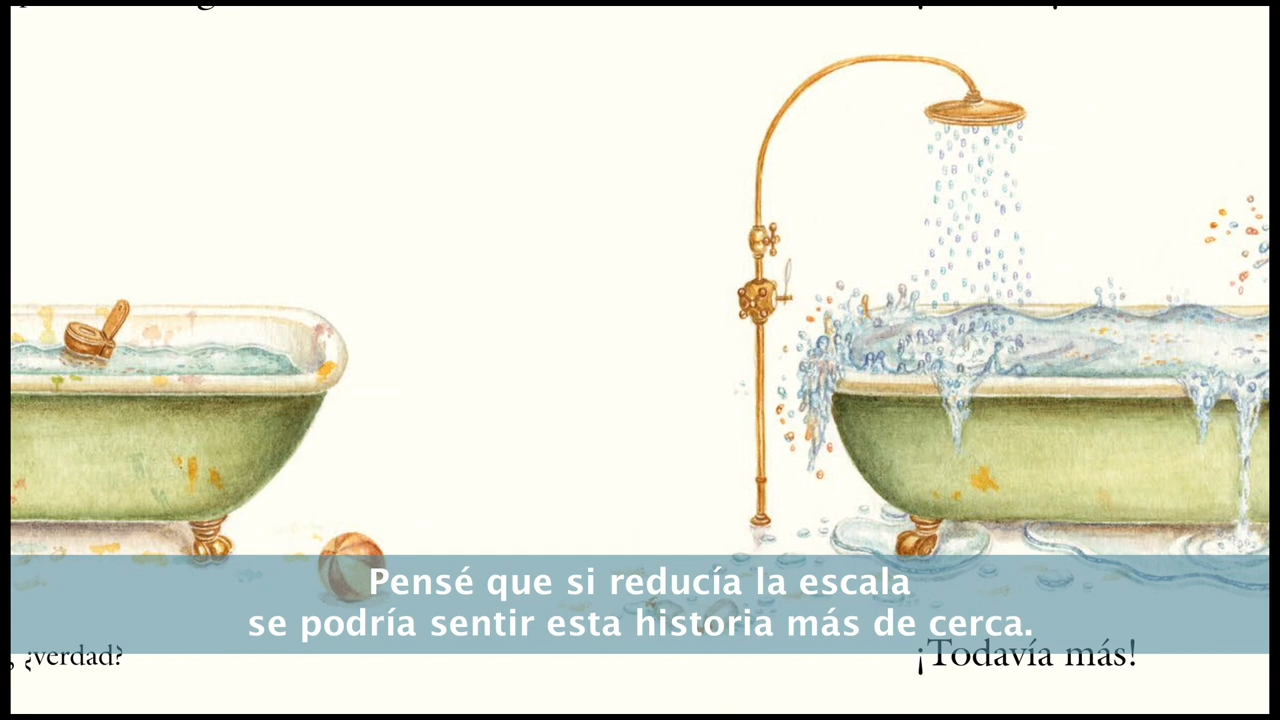 Pensé que si reducía la escala
se podría sentir esta historia más de cerca.
, ¿verdad?
¡Todavía más!